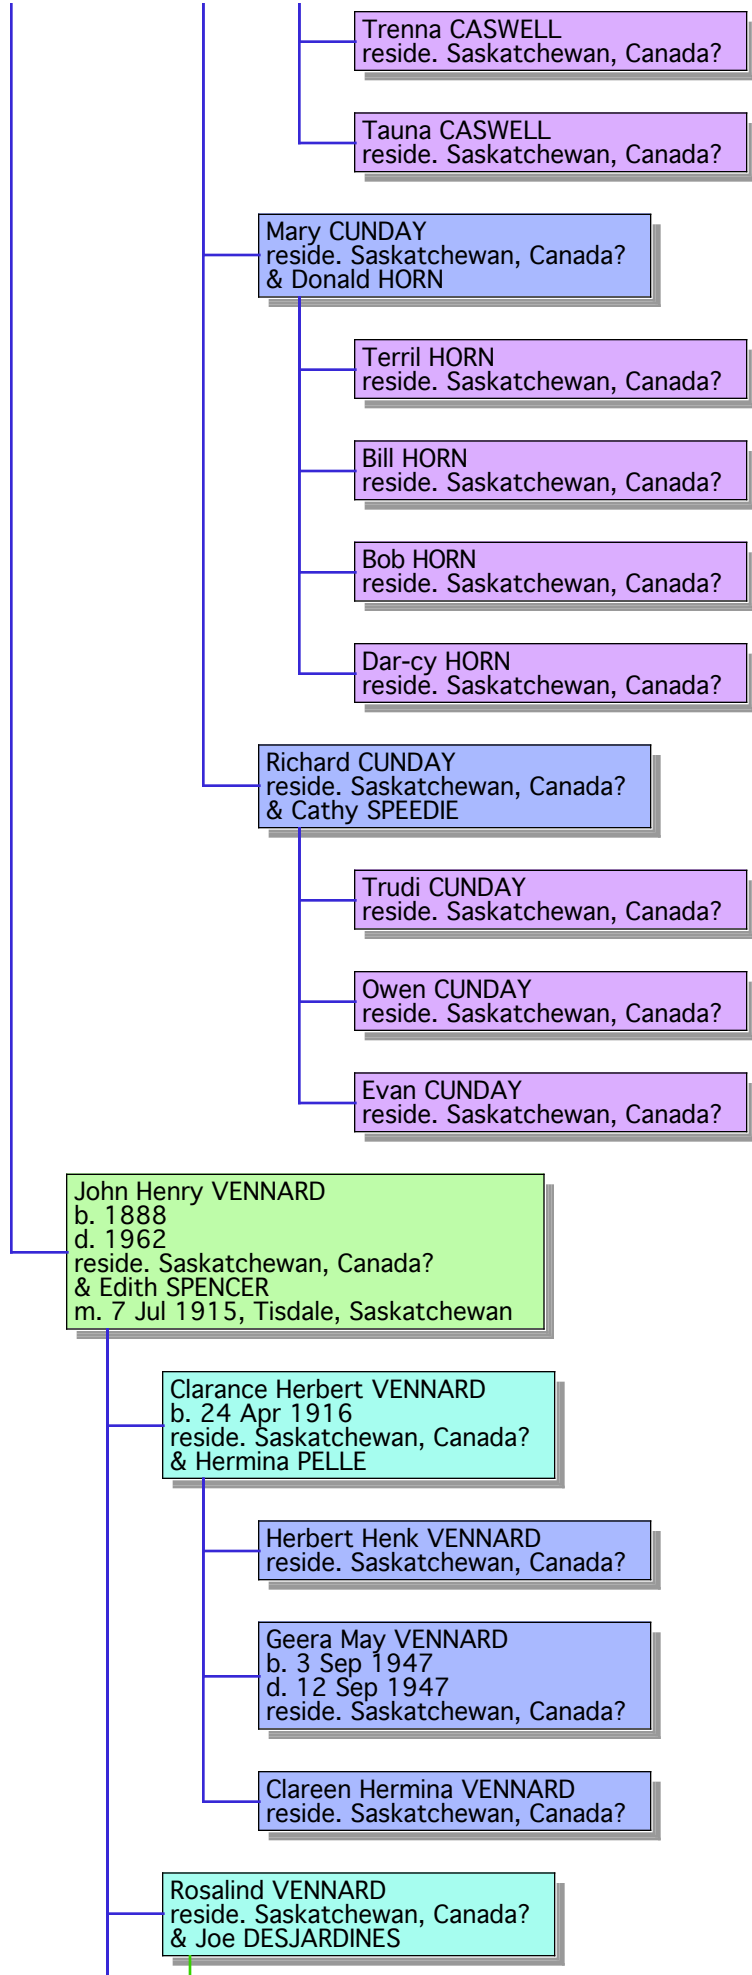 Trenna CASWELL
reside. Saskatchewan, Canada?
Tauna CASWELL
reside. Saskatchewan, Canada?
Mary CUNDAY
reside. Saskatchewan, Canada?
& Donald HORN
Terril HORN
reside. Saskatchewan, Canada?
Bill HORN
reside. Saskatchewan, Canada?
Bob HORN
reside. Saskatchewan, Canada?
Dar-cy HORN
reside. Saskatchewan, Canada?
Richard CUNDAY
reside. Saskatchewan, Canada?
& Cathy SPEEDIE
Trudi CUNDAY
reside. Saskatchewan, Canada?
Owen CUNDAY
reside. Saskatchewan, Canada?
Evan CUNDAY
reside. Saskatchewan, Canada?
John Henry VENNARD
b. 1888
d. 1962
reside. Saskatchewan, Canada?
& Edith SPENCER
m. 7 Jul 1915, Tisdale, Saskatchewan
Clarance Herbert VENNARD
b. 24 Apr 1916
reside. Saskatchewan, Canada?
& Hermina PELLE
Herbert Henk VENNARD
reside. Saskatchewan, Canada?
Geera May VENNARD
b. 3 Sep 1947
d. 12 Sep 1947
reside. Saskatchewan, Canada?
Clareen Hermina VENNARD
reside. Saskatchewan, Canada?
Rosalind VENNARD
reside. Saskatchewan, Canada?
& Joe DESJARDINES